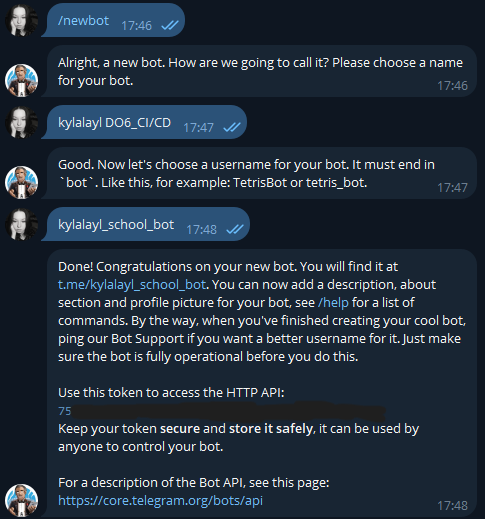 /newbot
17:46
Alright, a new bot. How are we going to call it? Please choose a name
for your bot.
17:46
kylalayl DO6_CI/CD
17:47
Good. Now let's choose a username for your bot. It must end in
`bot`. Like this, for example: TetrisBot or tetris_bot.
17:47
kylalayl_school_bot
17:48
Done! Congratulations on your new bot. You will find it at
t.me/kylalayl_school_bot. You can now add a description, about
section and profile picture for your bot, see /help for a list of
commands. By the way, when you've finished creating your cool bot,
ping our Bot Support if you want a better username for it. Just make
sure the bot is fully operational before you do this.
Use this token to access the HTTP API:
75
Keep your token secure and store it safely, it can be used by
anyone to control your bot.
For a description of the Bot API, see this page:
https://core.telegram.org/bots/api
17:48